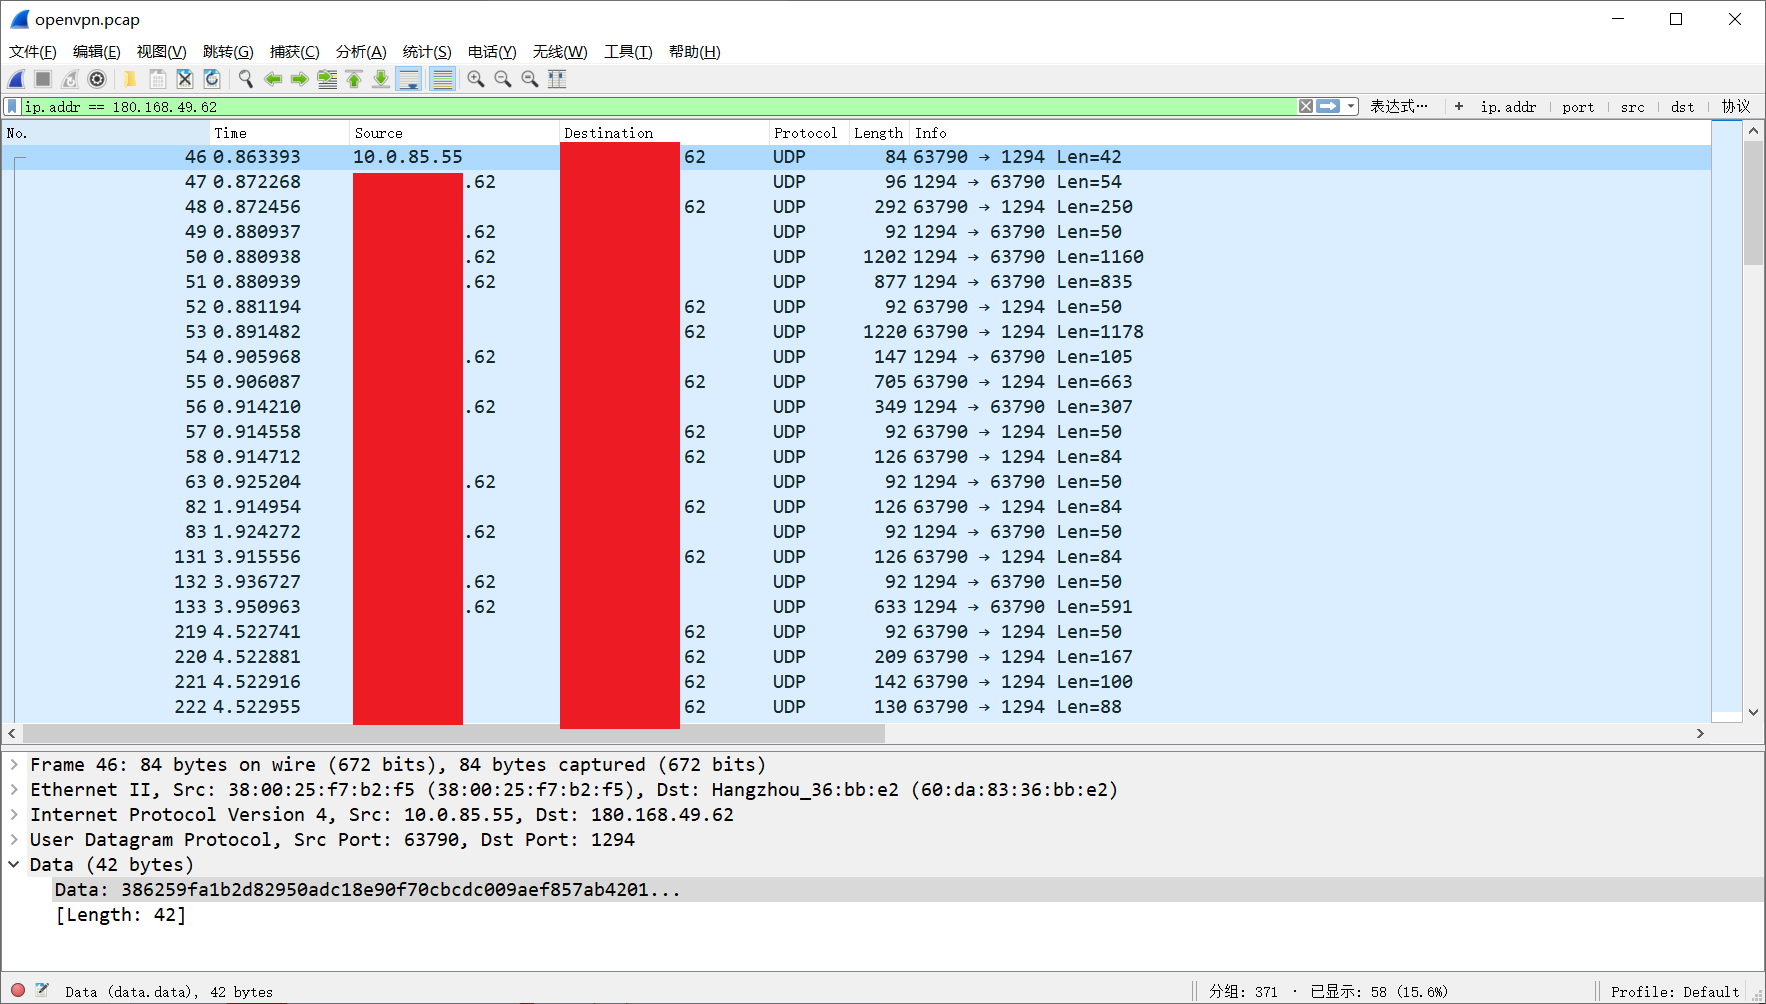 openvpn.pcap
文件(F) 编辑(E) 视图(V) 跳转(G) 捕获(C) 分析(A) 统计(S) 电话(Y) 无线(W) 工具(T) 帮助(H)
ip.addr == 180.168.49.62 表达式… + ip.addr port src dst 协议
No. Time Source Destination Protocol Length Info
46 0.863393 10.0.85.55 62 UDP 84 63790 → 1294 Len=42
47 0.872268 .62 UDP 96 1294 → 63790 Len=54
48 0.872456 62 UDP 292 63790 → 1294 Len=250
49 0.880937 .62 UDP 92 1294 → 63790 Len=50
50 0.880938 .62 UDP 1202 1294 → 63790 Len=1160
51 0.880939 .62 UDP 877 1294 → 63790 Len=835
52 0.881194 62 UDP 92 63790 → 1294 Len=50
53 0.891482 62 UDP 1220 63790 → 1294 Len=1178
54 0.905968 .62 UDP 147 1294 → 63790 Len=105
55 0.906087 62 UDP 705 63790 → 1294 Len=663
56 0.914210 .62 UDP 349 1294 → 63790 Len=307
57 0.914558 62 UDP 92 63790 → 1294 Len=50
58 0.914712 62 UDP 126 63790 → 1294 Len=84
63 0.925204 .62 UDP 92 1294 → 63790 Len=50
82 1.914954 62 UDP 126 63790 → 1294 Len=84
83 1.924272 .62 UDP 92 1294 → 63790 Len=50
131 3.915556 62 UDP 126 63790 → 1294 Len=84
132 3.936727 .62 UDP 92 1294 → 63790 Len=50
133 3.950963 .62 UDP 633 1294 → 63790 Len=591
219 4.522741 62 UDP 92 63790 → 1294 Len=50
220 4.522881 62 UDP 209 63790 → 1294 Len=167
221 4.522916 62 UDP 142 63790 → 1294 Len=100
222 4.522955 62 UDP 130 63790 → 1294 Len=88
Frame 46: 84 bytes on wire (672 bits), 84 bytes captured (672 bits)
Ethernet II, Src: 38:00:25:f7:b2:f5 (38:00:25:f7:b2:f5), Dst: Hangzhou_36:bb:e2 (60:da:83:36:bb:e2)
Internet Protocol Version 4, Src: 10.0.85.55, Dst: 180.168.49.62
User Datagram Protocol, Src Port: 63790, Dst Port: 1294
Data (42 bytes)
Data: 386259fa1b2d82950adc18e90f70cbcdc009aef857ab4201...
[Length: 42]
Data (data.data), 42 bytes 分组: 371 · 已显示: 58 (15.6%) Profile: Default